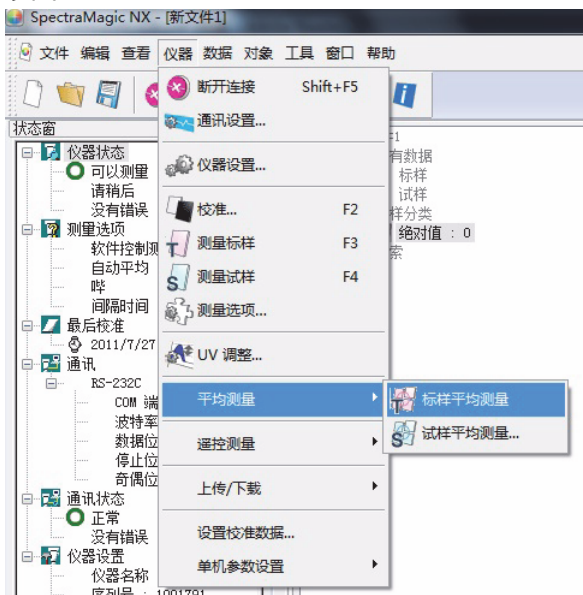 SpectraMagic NX - [新文件1]
文件 编辑 查看 仪器 数据 对象 工具 窗口 帮助
状态窗
仪器状态
可以测量
请稍后
没有错误
测量选项
软件控制测
自动平均
哔
间隔时间
最后校准
2011/7/27
通讯
RS-232C
COM 端
波特率
数据位
停止位
奇偶位
通讯状态
正常
没有错误
仪器设置
仪器名称
序列号 : 1001791
断开连接 Shift+F5
通讯设置...
仪器设置...
校准... F2
测量标样 F3
测量试样 F4
测量选项...
UV 调整...
平均测量
遥控测量
上传/下载
设置校准数据...
单机参数设置
标样平均测量
试样平均测量...
有数据
标样
试样
样分类
绝对值 : 0
索